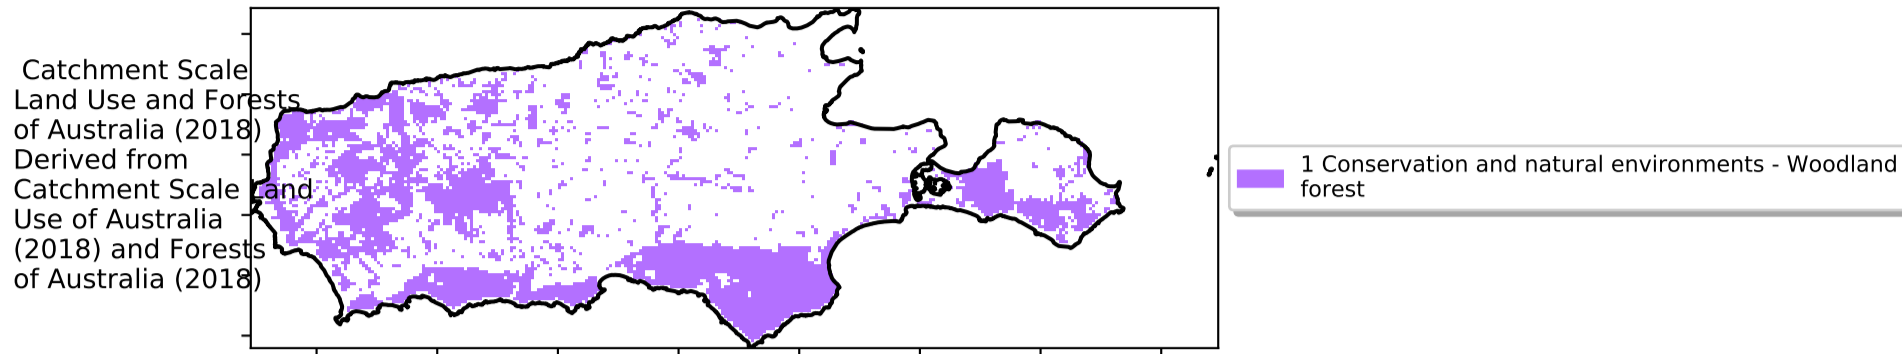 Catchment Scale
Land Use and Forests
of Australia (2018)
Derived from
Catchment Scale Land
Use of Australia
(2018) and Forests
of Australia (2018)
1 Conservation and natural environments - Woodland
forest